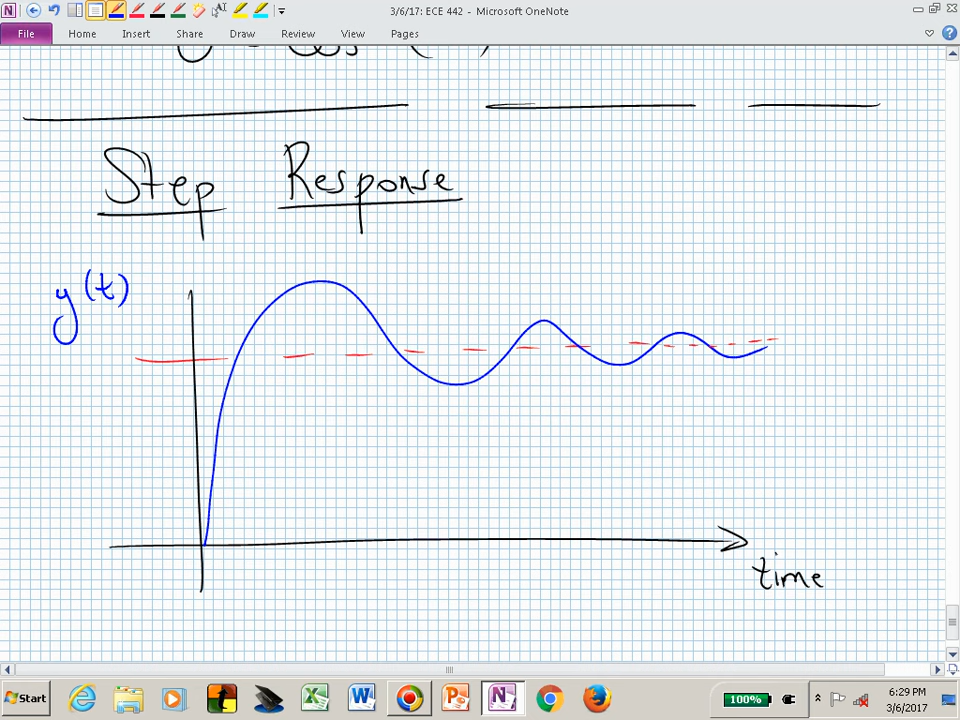 3/6/17: ECE 442 - Microsoft OneNote
File Home Insert Share Draw Review View Pages
Step Response
y(t)
time
Start
100%
6:29 PM
3/6/2017